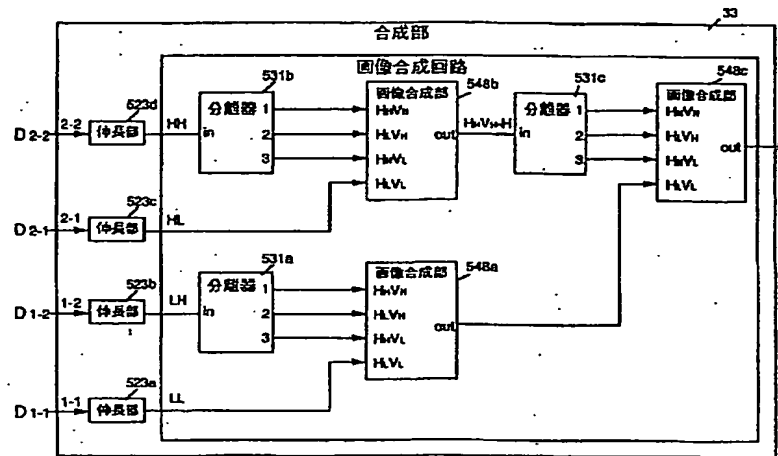 33
合成部
画像合成回路
523d
531b
画像合成部
548b
531c
画像合成部
548c
D2-2
2-2
伸長部
HH
分離器
in
1
2
3
HHVH
HLVH
HHVL
HLVL
out
分離器
in
1
2
3
HHVH
HLVH
HHVL
HLVL
out
523c
D2-1
2-1
伸長部
HL
523b
531a
画像合成部
548a
D1-2
1-2
伸長部
LH
分離器
in
1
2
3
HHVH
HLVH
HHVL
HLVL
out
523a
D1-1
1-1
伸長部
LL